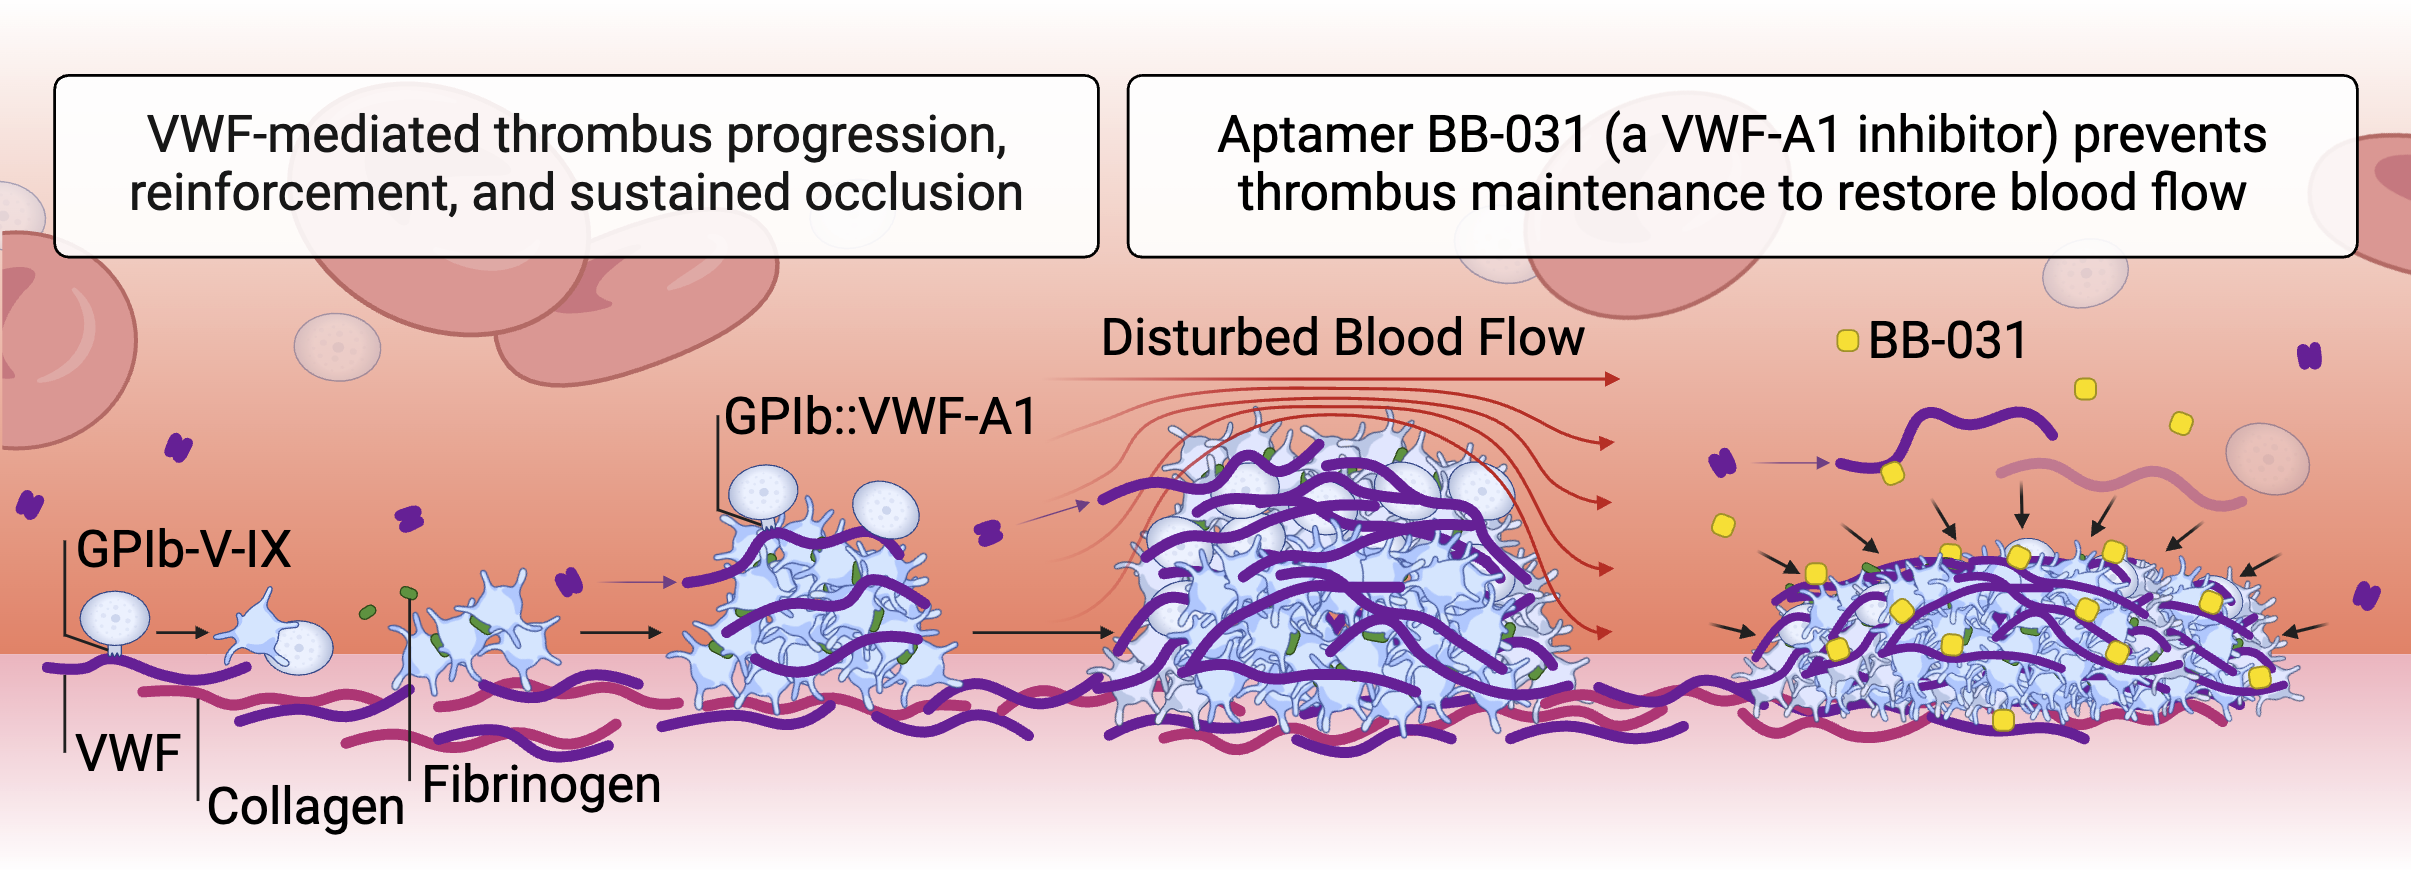 VWF-mediated thrombus progression,
reinforcement, and sustained occlusion
Aptamer BB-031 (a VWF-A1 inhibitor) prevents
thrombus maintenance to restore blood flow
Disturbed Blood Flow
BB-031
GPIb::VWF-A1
GPIb-V-IX
VWF
Collagen
Fibrinogen